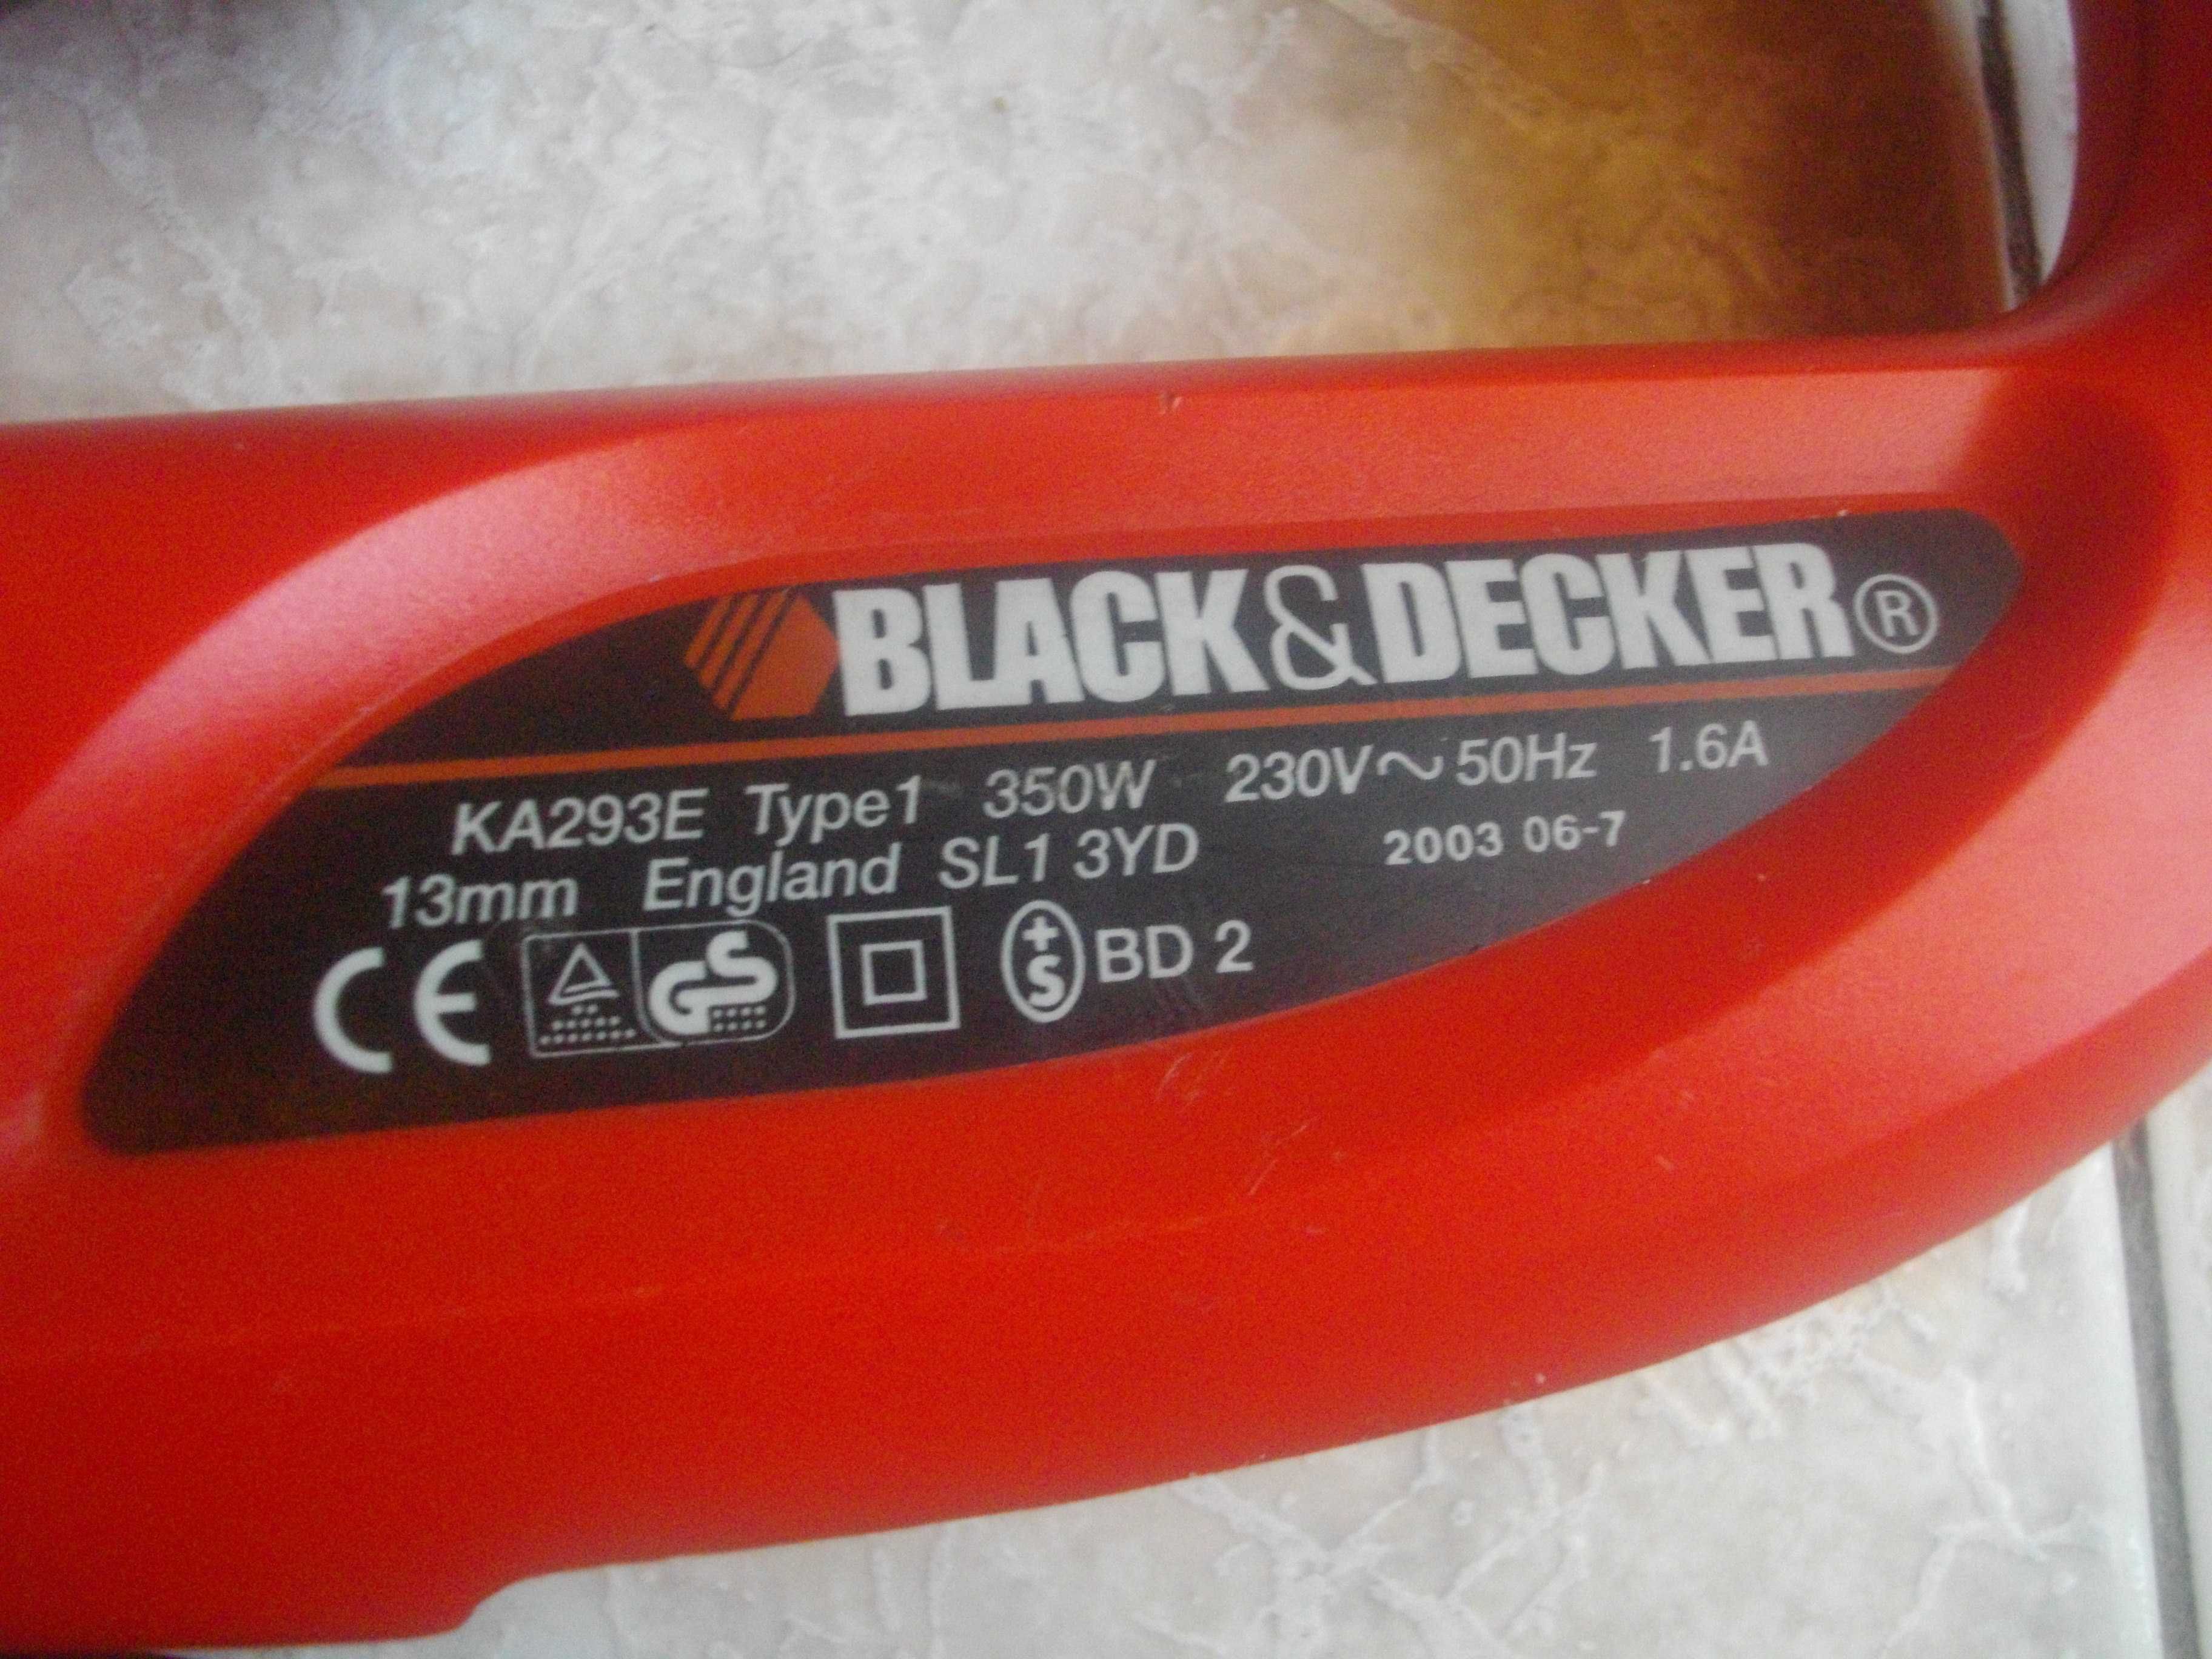 BLACK&DECKER®
KA293E Type1 350W 230V~50Hz 1.6A
13mm England SL1 3YD 2003 06-7
CE GS +S BD 2